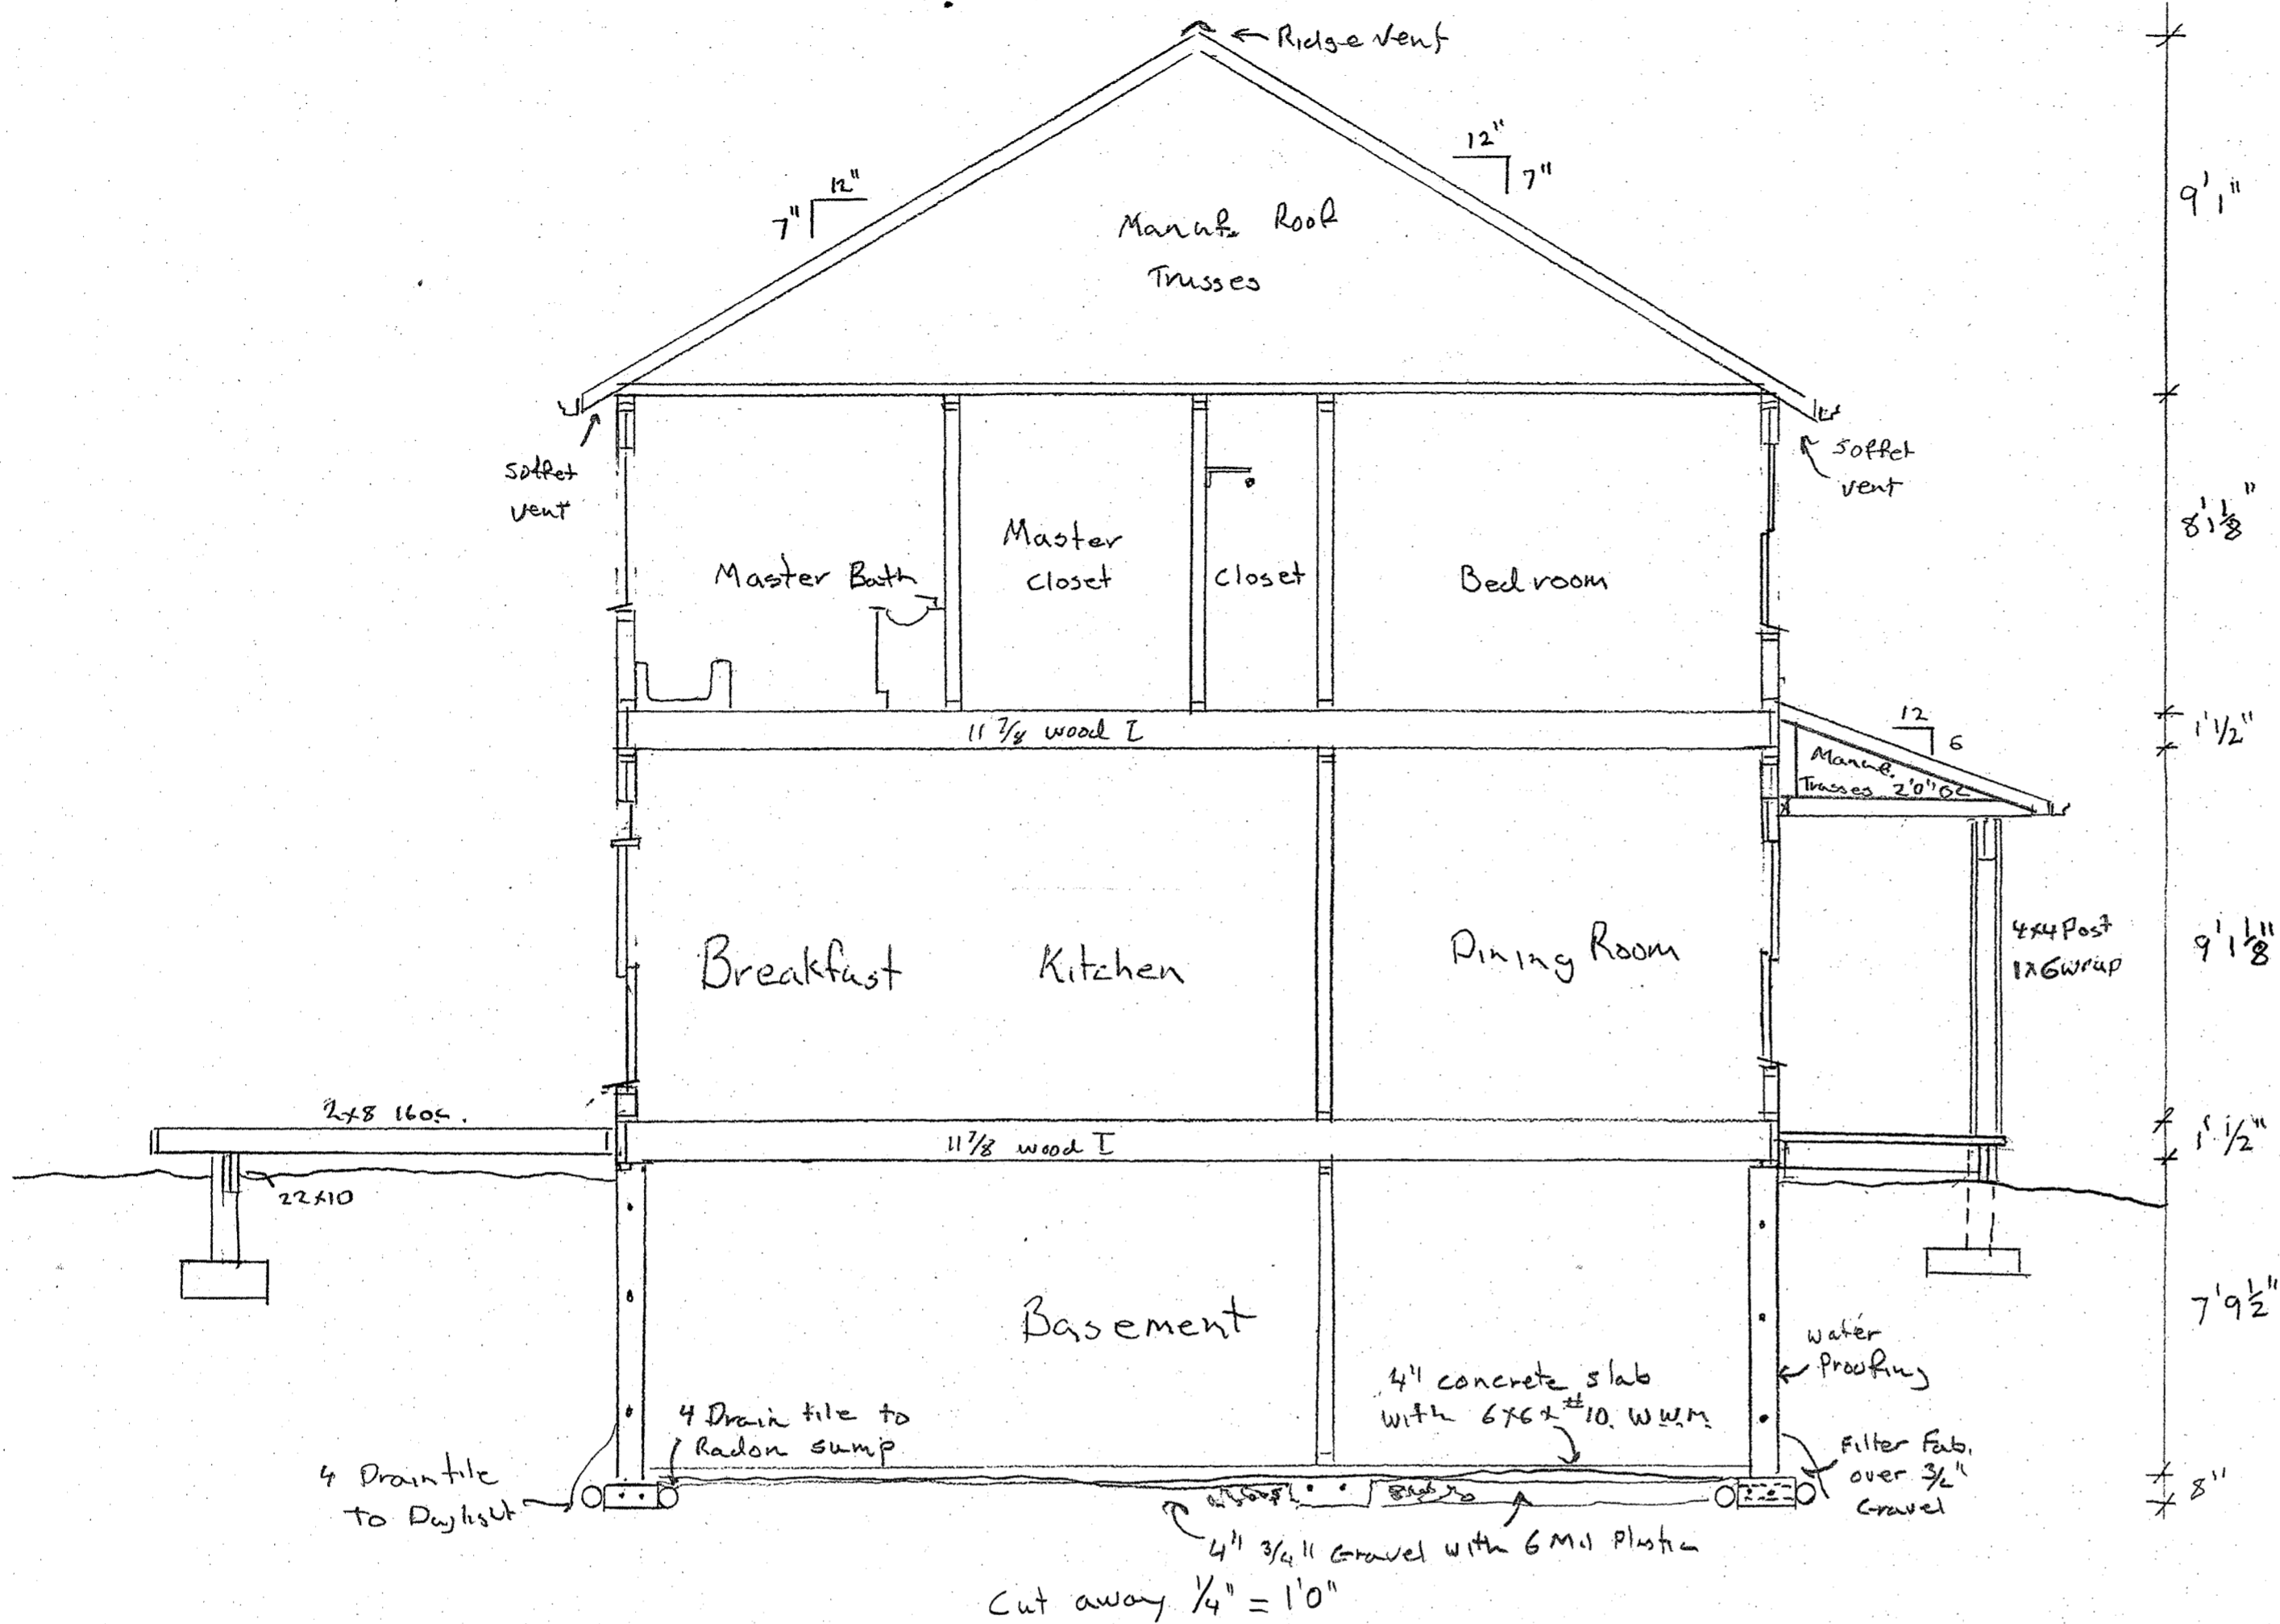 Ridge vent
12"
7"
12"
7"
9'1"
Manuf. Roof
Trusses
soffet
vent
soffet
vent
8'1 1/8"
Master Bath
Master
closet
closet
Bedroom
11 7/8 wood I
12
6
1' 1/2"
Manuf.
Trusses 2'0" OC
Breakfast
Kitchen
Dining Room
4x4 Post
1x6 wrap
9'1 1/8"
2x8 16 oc.
11 7/8 wood I
1' 1/2"
22x10
Basement
7'9 1/2"
water
Proofing
4" concrete slab
with 6x6x #10. W.W.M.
4 Drain tile to
Radon sump
4 Drain tile
to Daylight
Filter Fab.
over 3/2"
Gravel
8"
4" 3/4" Gravel with 6 Mil Plastic
Cut away 1/4" = 1'0"